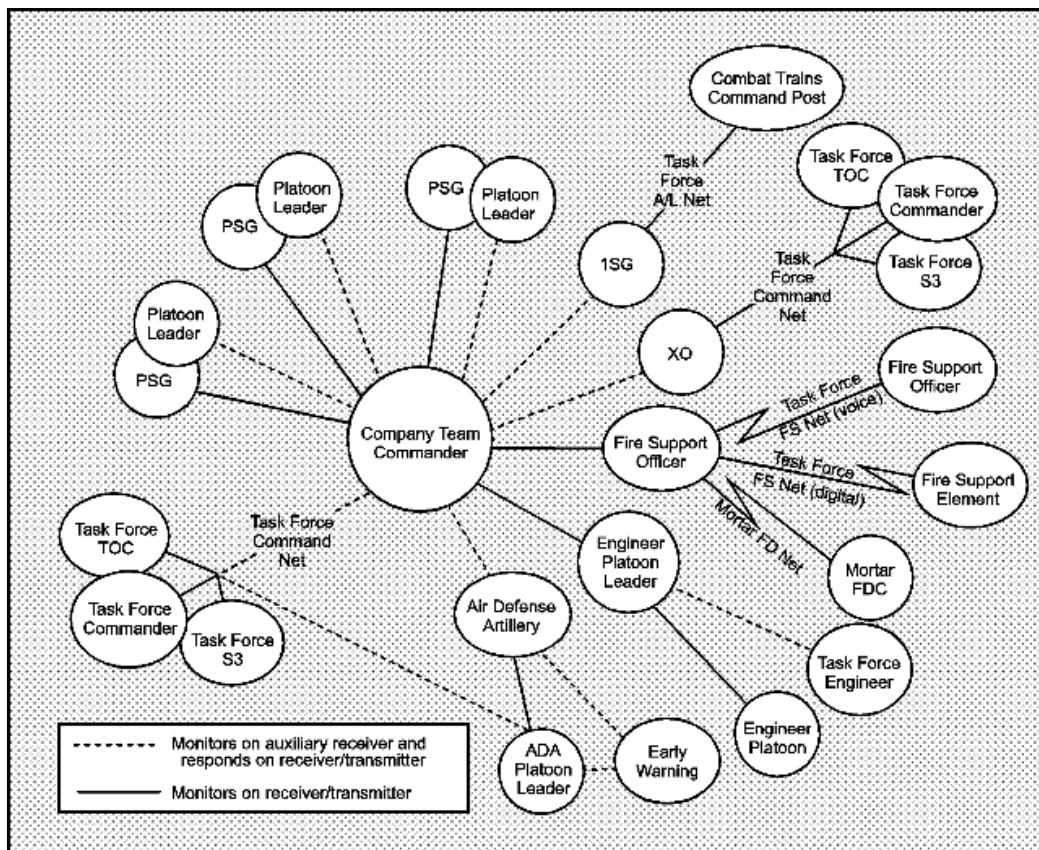 Combat Trains
Command Post
Task
Force
A/L Net
Task Force
TOC
Task Force
Commander
Task Force
S3
Platoon
Leader
PSG
PSG
Platoon
Leader
1SG
Task
Force
Command
Net
Platoon
Leader
PSG
XO
Company Team
Commander
Fire Support
Officer
Task Force
FS Net (voice)
Fire Support
Officer
Task Force
FS Net (digital)
Fire Support
Element
Mortar FD Net
Mortar
FDC
Task Force
Command
Net
Task Force
TOC
Task Force
Commander
Task Force
S3
Engineer
Platoon
Leader
Air Defense
Artillery
Task Force
Engineer
Engineer
Platoon
ADA
Platoon
Leader
Early
Warning
Monitors on auxiliary receiver and
responds on receiver/transmitter
Monitors on receiver/transmitter